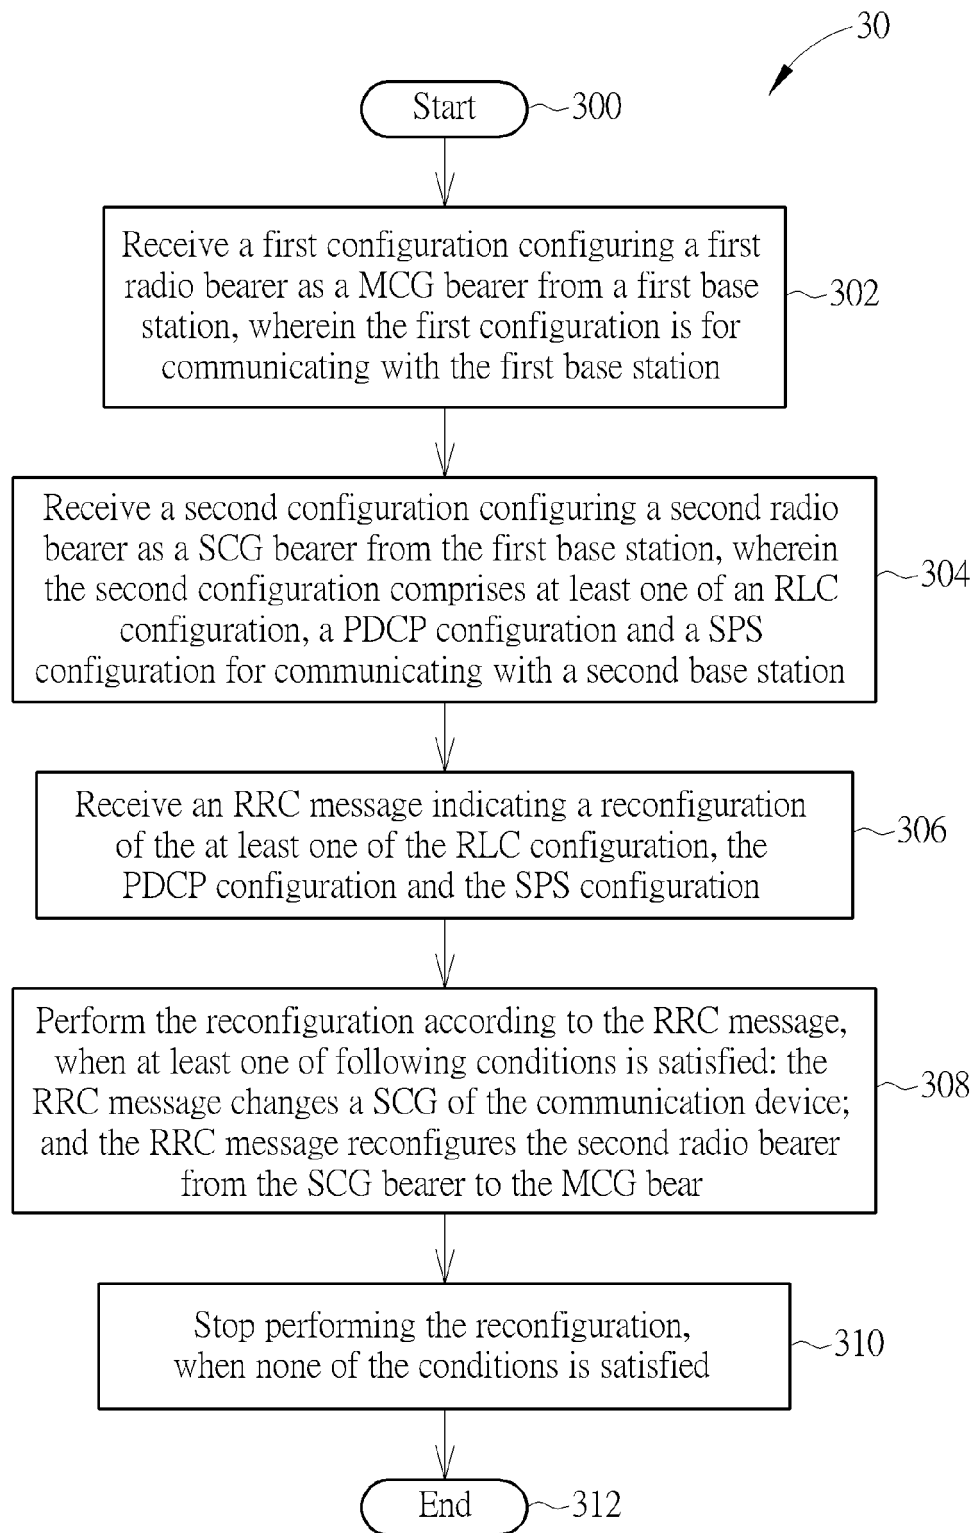 30
Start
300
Receive a first configuration configuring a first
radio bearer as a MCG bearer from a first base
station, wherein the first configuration is for
communicating with the first base station
302
Receive a second configuration configuring a second radio
bearer as a SCG bearer from the first base station, wherein
the second configuration comprises at least one of an RLC
configuration, a PDCP configuration and a SPS
configuration for communicating with a second base station
304
Receive an RRC message indicating a reconfiguration
of the at least one of the RLC configuration, the
PDCP configuration and the SPS configuration
306
Perform the reconfiguration according to the RRC message,
when at least one of following conditions is satisfied: the
RRC message changes a SCG of the communication device;
and the RRC message reconfigures the second radio bearer
from the SCG bearer to the MCG bear
308
Stop performing the reconfiguration,
when none of the conditions is satisfied
310
End
312